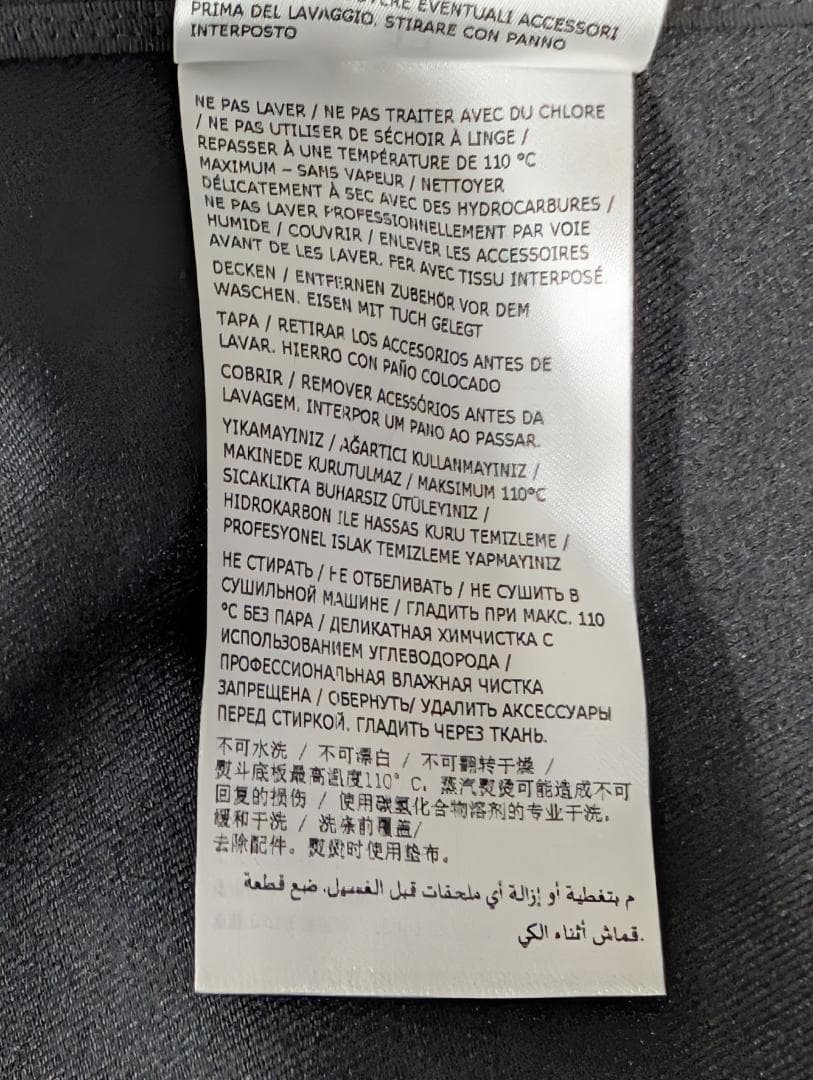 EVENTUALI ACCESSORI
PRIMA DEL LAVAGGIO, STIRARE CON PANNO
INTERPOSTO
NE PAS LAVER / NE PAS TRAITER AVEC DU CHLORE
/ NE PAS UTILISER DE SÉCHOIR À LINGE /
REPASSER À UNE TEMPÉRATURE DE 110 °C
MAXIMUM – SANS VAPEUR / NETTOYER
DÉLICATEMENT À SEC AVEC DES HYDROCARBURES /
NE PAS LAVER PROFESSIONNELLEMENT PAR VOIE
HUMIDE / COUVRIR / ENLEVER LES ACCESSOIRES
AVANT DE LES LAVER. FER AVEC TISSU INTERPOSÉ.
DECKEN / ENTFERNEN ZUBEHÖR VOR DEM
WASCHEN. EISEN MIT TUCH GELEGT
TAPA / RETIRAR LOS ACCESORIOS ANTES DE
LAVAR. HIERRO CON PAÑO COLOCADO
COBRIR / REMOVER ACESSÓRIOS ANTES DA
LAVAGEM. INTERPOR UM PANO AO PASSAR.
YIKAMAYINIZ / AĞARTICI KULLANMAYINIZ /
MAKINEDE KURUTULMAZ / MAKSIMUM 110°C
SICAKLIKTA BUHARSIZ ÜTÜLEYINIZ /
HIDROKARBON ILE HASSAS KURU TEMIZLEME /
PROFESYONEL ISLAK TEMIZLEME YAPMAYINIZ
НЕ СТИРАТЬ / НЕ ОТБЕЛИВАТЬ / НЕ СУШИТЬ В
СУШИЛЬНОЙ МАШИНЕ / ГЛАДИТЬ ПРИ МАКС. 110
°C БЕЗ ПАРА / ДЕЛИКАТНАЯ ХИМЧИСТКА С
ИСПОЛЬЗОВАНИЕМ УГЛЕВОДОРОДА /
ПРОФЕССИОНАЛЬНАЯ ВЛАЖНАЯ ЧИСТКА
ЗАПРЕЩЕНА / ОБЕРНУТЬ/ УДАЛИТЬ АКСЕССУАРЫ
ПЕРЕД СТИРКОЙ. ГЛАДИТЬ ЧЕРЕЗ ТКАНЬ.
不可水洗 / 不可漂白 / 不可翻转干燥 /
熨斗底板最高温度110° C, 蒸汽熨烫可能造成不可
回复的损伤 / 使用碳氢化合物溶剂的专业干洗,
缓和干洗 / 洗涤前覆盖/
去除配件。熨烫时使用垫布。
م بتغطية أو إزالة أي ملحقات قبل الغسيل. ضع قطعة
قماش أثناء الكي.